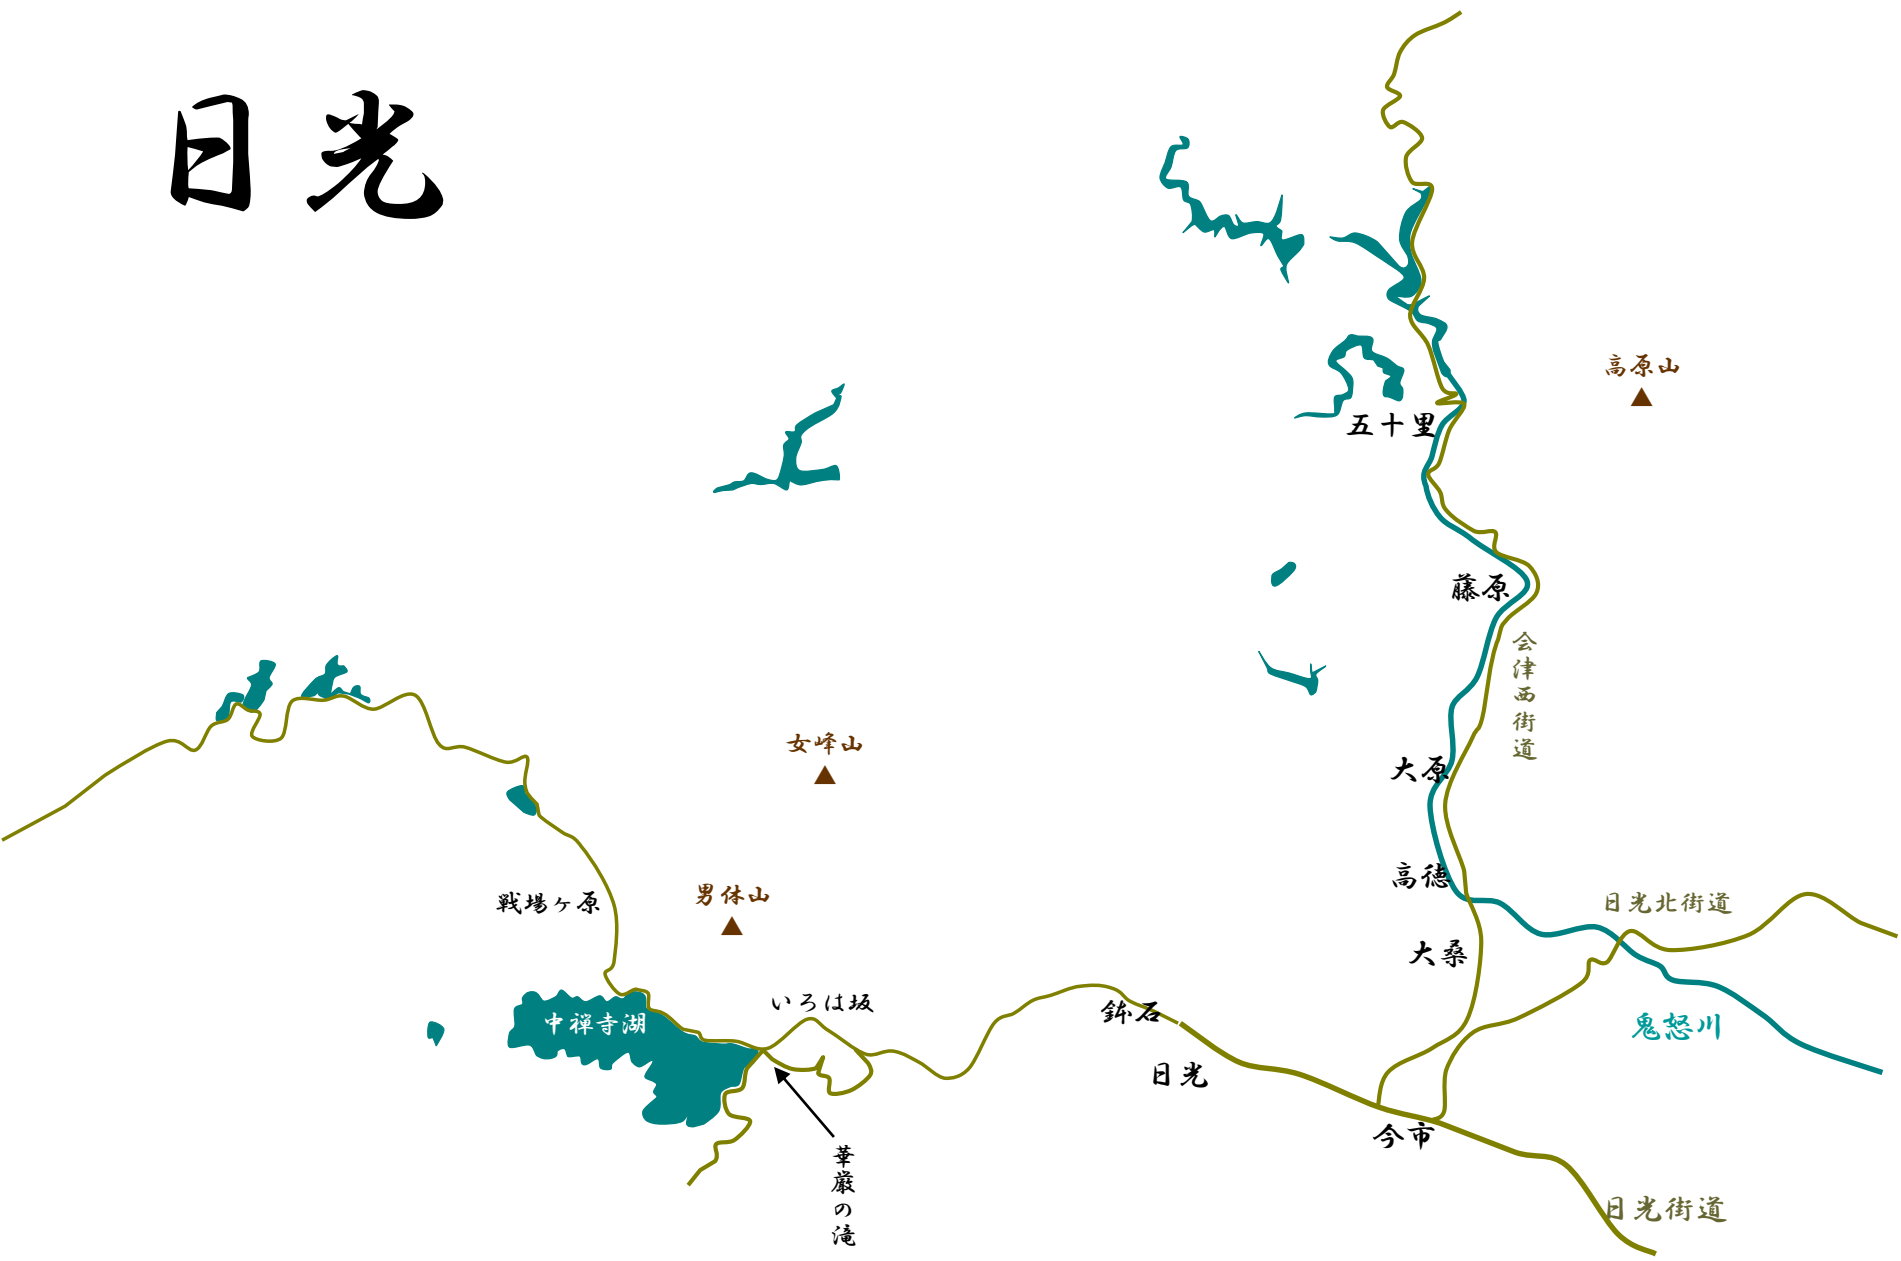 日光
高原山
五十里
藤原
会津西街道
女峰山
大原
高徳
男体山
戦場ヶ原
日光北街道
大桑
いろは坂
鉢石
中禅寺湖
鬼怒川
日光
今市
華厳の滝
日光街道